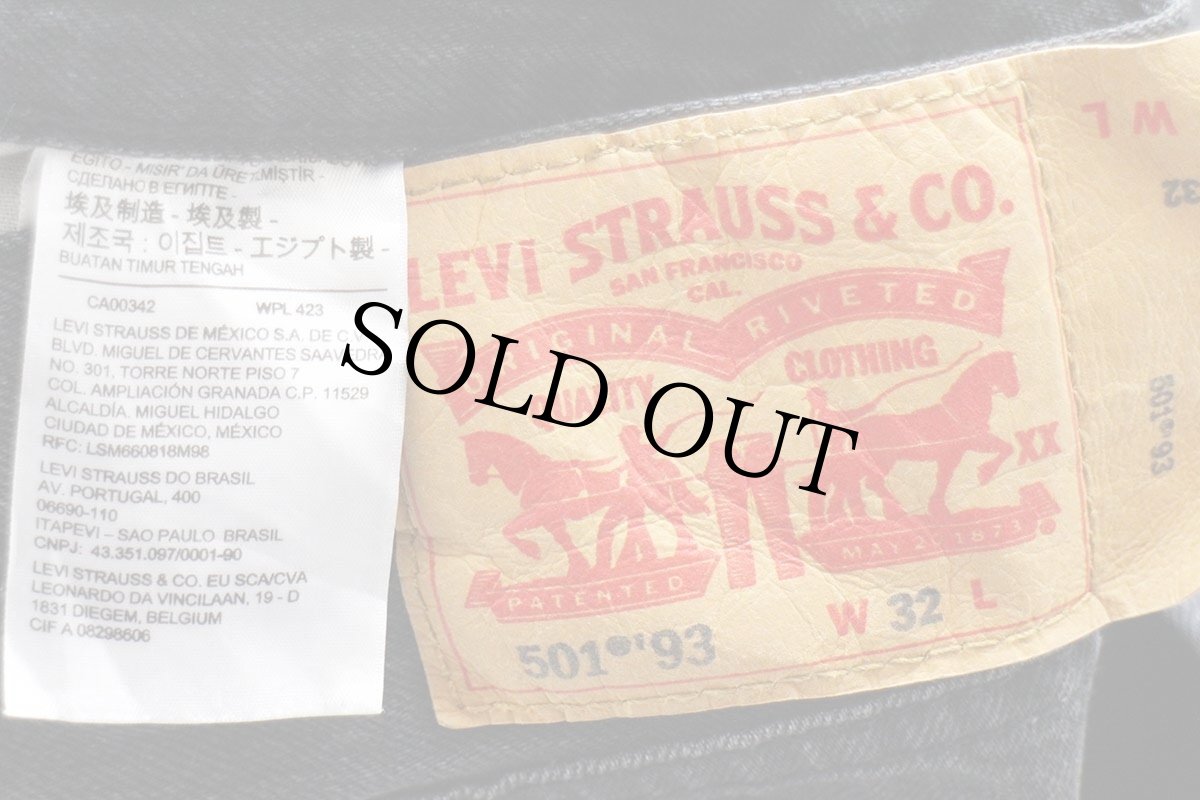 EGITO - MISIR' DA ÜRETİLMİŞTİR -
СДЕЛАНО В ЕГИПТЕ -
埃及制造 - 埃及製 -
제조국 : 이집트 - エジプト製 -
BUATAN TIMUR TENGAH
CA00342 WPL 423
LEVI STRAUSS DE MÉXICO S.A. DE C.V.
BLVD. MIGUEL DE CERVANTES SAAVEDR
NO. 301, TORRE NORTE PISO 7
COL. AMPLIACIÓN GRANADA C.P. 11529
ALCALDÍA. MIGUEL HIDALGO
CIUDAD DE MÉXICO, MÉXICO
RFC: LSM660818M98
LEVI STRAUSS DO BRASIL
AV. PORTUGAL, 400
06690-110
ITAPEVI – SAO PAULO BRASIL
CNPJ: 43.351.097/0001-90
LEVI STRAUSS & CO. EU SCA/CVA
LEONARDO DA VINCILAAN, 19 - D
1831 DIEGEM, BELGIUM
CIF A 08298606
LEVI STRAUSS & CO.
SAN FRANCISCO
CAL.
ORIGINAL RIVETED
QUALITY CLOTHING
XX
PATENTED MAY 20 1873
501®'93 W 32 L
W L
32
501®'93
SOLD OUT